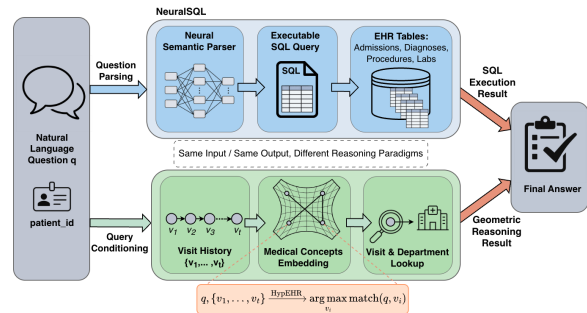 NeuralSQL
Neural
Semantic Parser
Executable
SQL Query
SQL
EHR Tables:
Admissions, Diagnoses,
Procedures, Labs
Question
Parsing
SQL
Execution
Result
Natural
Language
Question q
patient_id
Same Input / Same Output, Different Reasoning Paradigms
Final Answer
Query
Conditioning
v1 v2 v3 vt
Visit History
{v1,... ,vt}
Medical Concepts
Embedding
Visit & Department
Lookup
Geometric
Reasoning
Result
q, {v1, . . . , vt} HypEHR → arg max match(q, vi)
vi